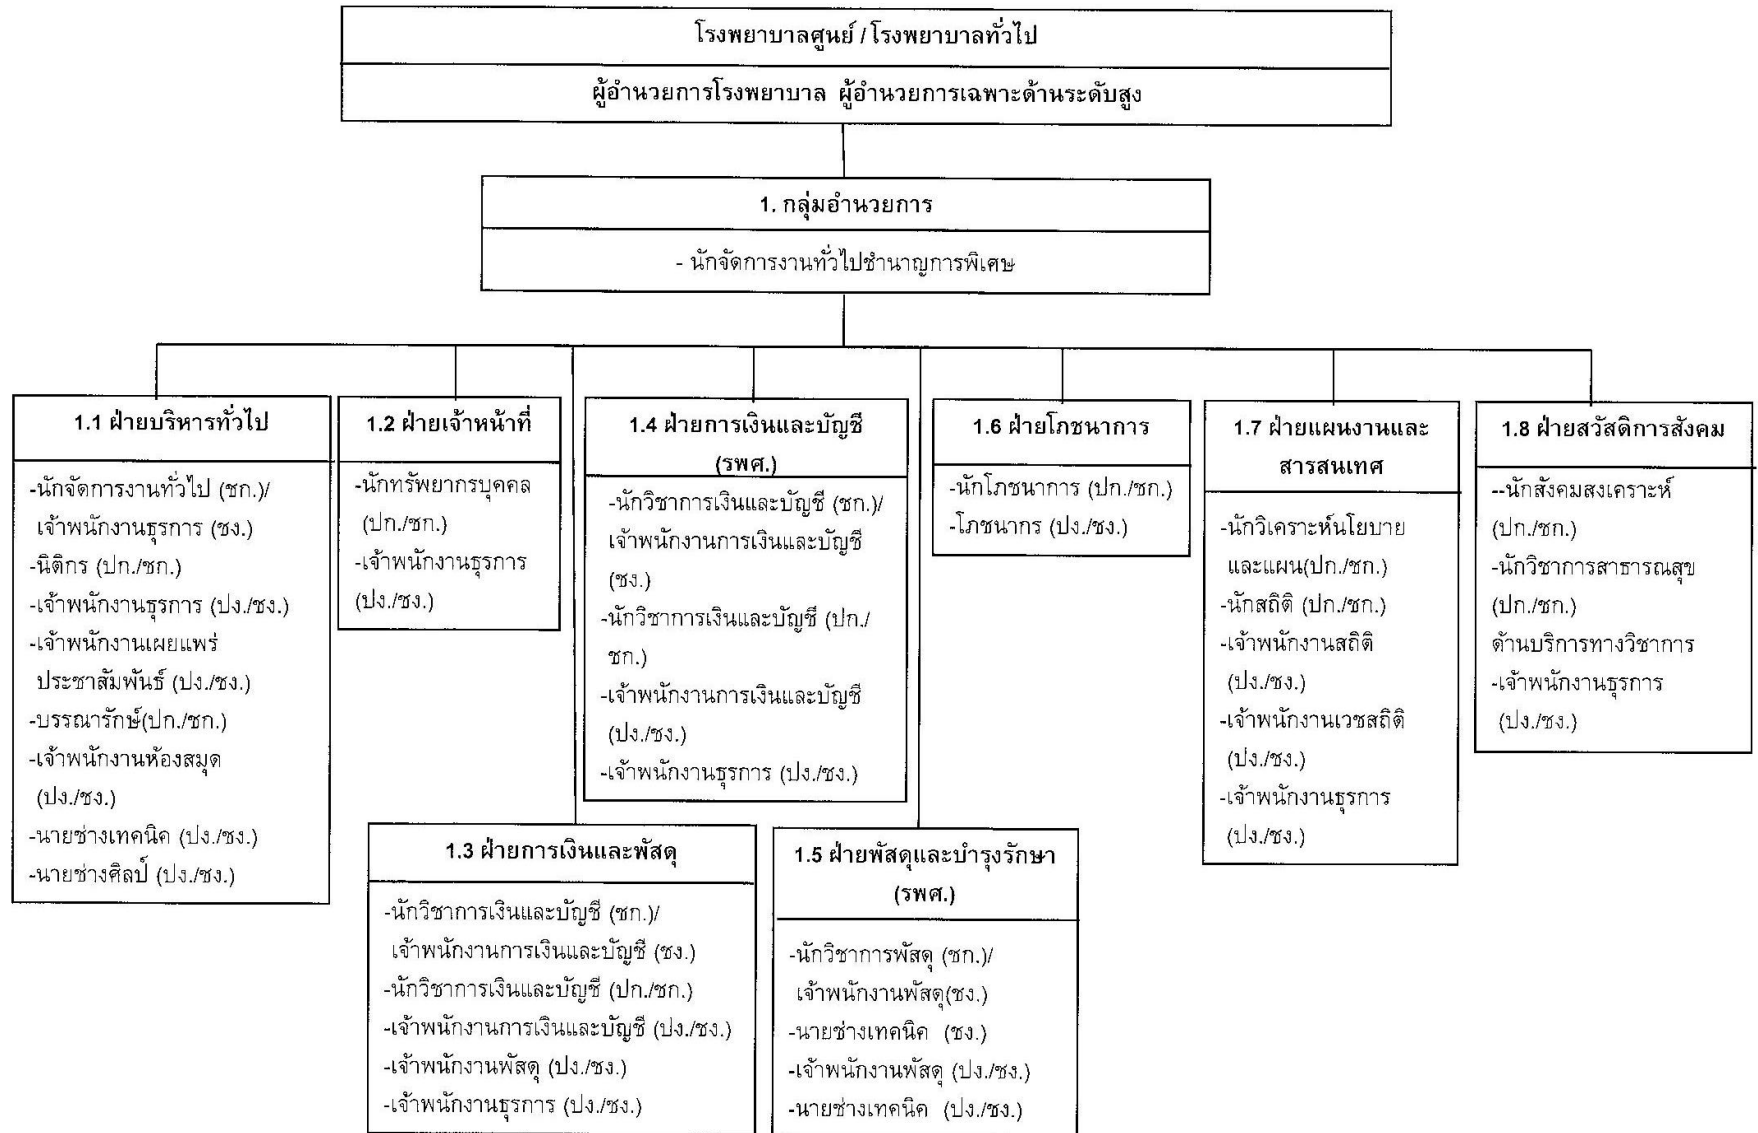 โรงพยาบาลศูนย์ / โรงพยาบาลทั่วไป
ผู้อำนวยการโรงพยาบาล ผู้อำนวยการเฉพาะด้านระดับสูง
1. กลุ่มอำนวยการ
- นักจัดการงานทั่วไปชำนาญการพิเศษ
1.1 ฝ่ายบริหารทั่วไป
-นักจัดการงานทั่วไป (ชก.)/
เจ้าพนักงานธุรการ (ชง.)
-นิติกร (ปก./ชก.)
-เจ้าพนักงานธุรการ (ปง./ชง.)
-เจ้าพนักงานเผยแพร่
ประชาสัมพันธ์ (ปง./ชง.)
-บรรณารักษ์(ปก./ชก.)
-เจ้าพนักงานห้องสมุด
(ปง./ชง.)
-นายช่างเทคนิค (ปง./ชง.)
-นายช่างศิลป์ (ปง./ชง.)
1.2 ฝ่ายเจ้าหน้าที่
-นักทรัพยากรบุคคล
(ปก./ชก.)
-เจ้าพนักงานธุรการ
(ปง./ชง.)
1.4 ฝ่ายการเงินและบัญชี
(รพศ.)
-นักวิชาการเงินและบัญชี (ชก.)/
เจ้าพนักงานการเงินและบัญชี
(ชง.)
-นักวิชาการเงินและบัญชี (ปก./
ชก.)
-เจ้าพนักงานการเงินและบัญชี
(ปง./ชง.)
-เจ้าพนักงานธุรการ (ปง./ชง.)
1.6 ฝ่ายโภชนาการ
-นักโภชนาการ (ปก./ชก.)
-โภชนากร (ปง./ชง.)
1.7 ฝ่ายแผนงานและ
สารสนเทศ
-นักวิเคราะห์นโยบาย
และแผน(ปก./ชก.)
-นักสถิติ (ปก./ชก.)
-เจ้าพนักงานสถิติ
(ปง./ชง.)
-เจ้าพนักงานเวชสถิติ
(ปง./ชง.)
-เจ้าพนักงานธุรการ
(ปง./ชง.)
1.8 ฝ่ายสวัสดิการสังคม
--นักสังคมสงเคราะห์
(ปก./ชก.)
-นักวิชาการสาธารณสุข
(ปก./ชก.)
ด้านบริการทางวิชาการ
-เจ้าพนักงานธุรการ
(ปง./ชง.)
1.3 ฝ่ายการเงินและพัสดุ
-นักวิชาการเงินและบัญชี (ชก.)/
เจ้าพนักงานการเงินและบัญชี (ชง.)
-นักวิชาการเงินและบัญชี (ปก./ชก.)
-เจ้าพนักงานการเงินและบัญชี (ปง./ชง.)
-เจ้าพนักงานพัสดุ (ปง./ชง.)
-เจ้าพนักงานธุรการ (ปง./ชง.)
1.5 ฝ่ายพัสดุและบำรุงรักษา
(รพศ.)
-นักวิชาการพัสดุ (ชก.)/
เจ้าพนักงานพัสดุ(ชง.)
-นายช่างเทคนิค (ชง.)
-เจ้าพนักงานพัสดุ (ปง./ชง.)
-นายช่างเทคนิค (ปง./ชง.)